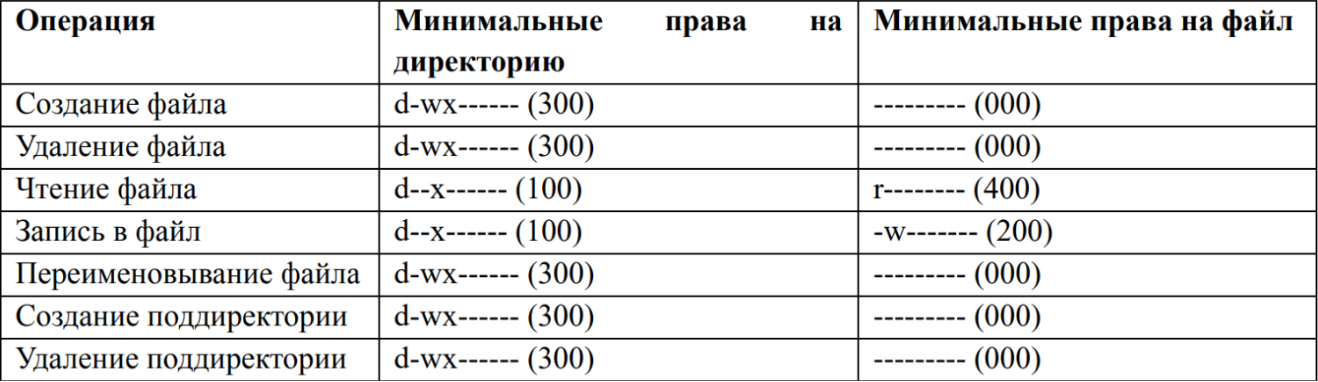 Операция Минимальные права на директорию Минимальные права на файл
Создание файла d-wx------ (300) --------- (000)
Удаление файла d-wx------ (300) --------- (000)
Чтение файла d--x------ (100) r-------- (400)
Запись в файл d--x------ (100) -w------- (200)
Переименовывание файла d-wx------ (300) --------- (000)
Создание поддиректории d-wx------ (300) --------- (000)
Удаление поддиректории d-wx------ (300) --------- (000)